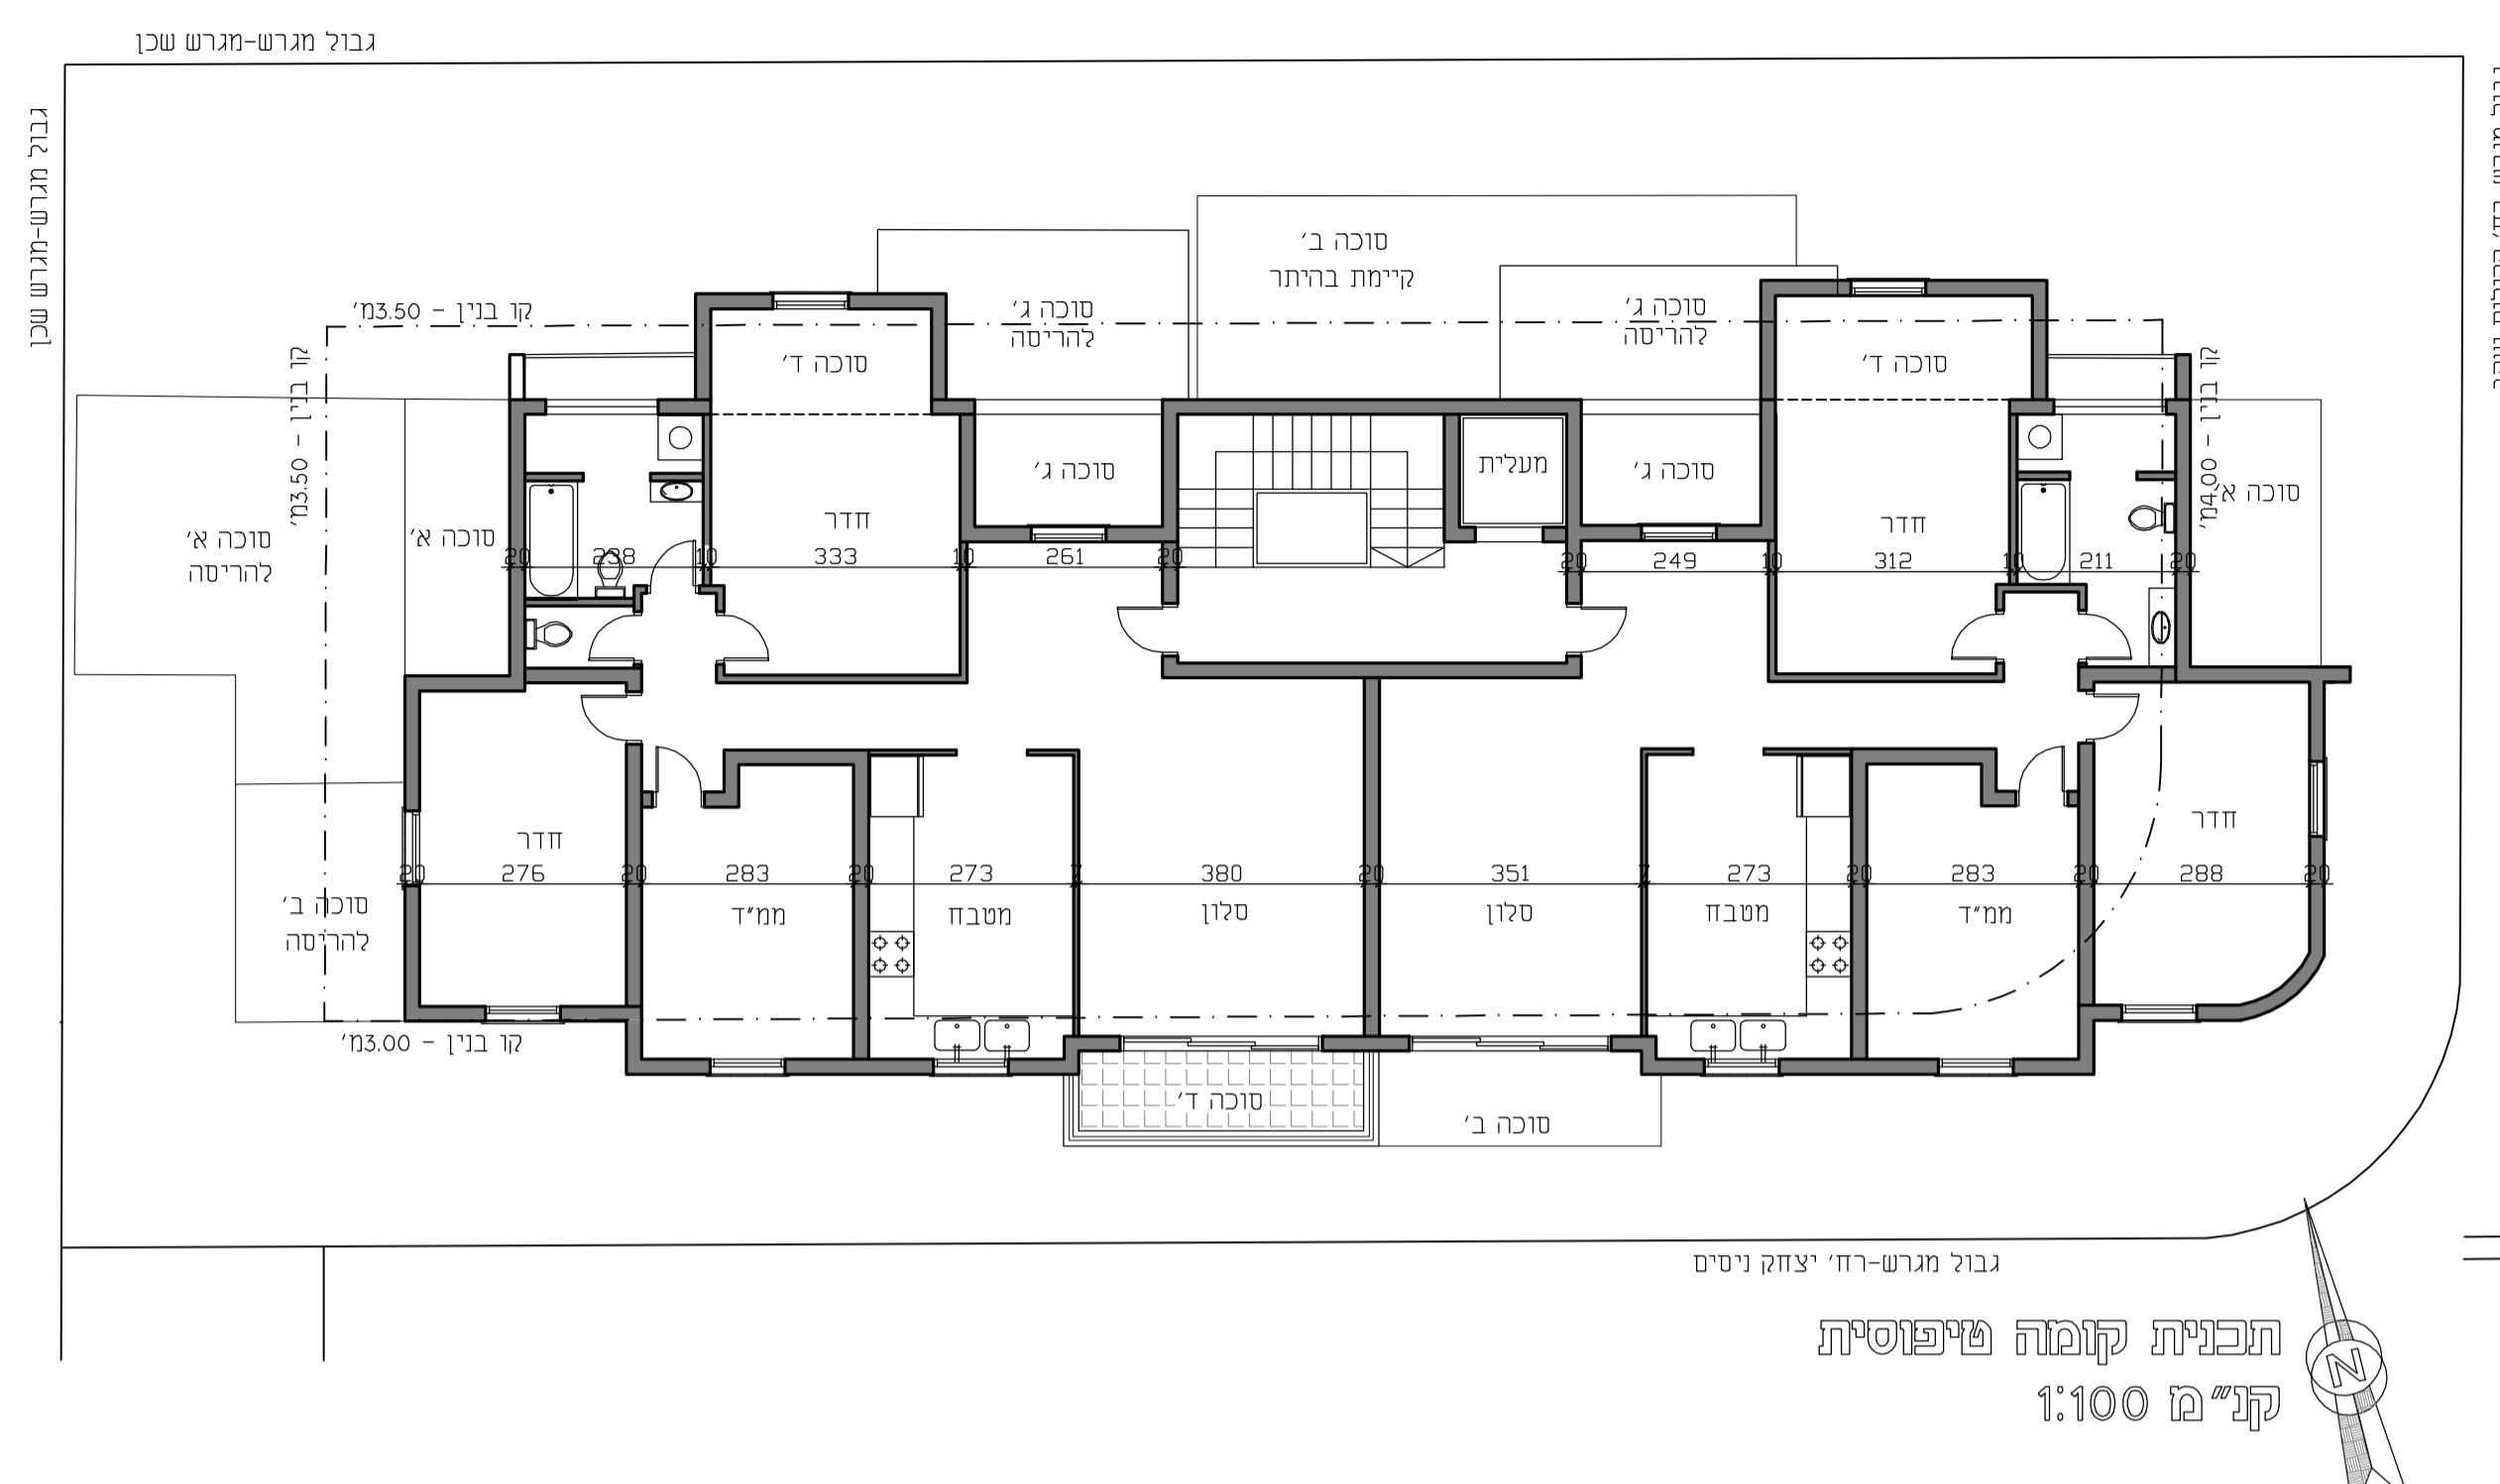 גבול מגרש-מגרש שכן
גבול מגרש-מגרש שכן
סוכה ב'
קיימת בהיתר
קו בנין - 3.50מ'
קו בנין - 3.50מ'
סוכה ג'
להריסה
סוכה ג'
להריסה
סוכה ד'
סוכה ד'
קו בנין - 4.00מ'
סוכה א'
להריסה
סוכה א'
סוכה ג'
מעלית
סוכה ג'
סוכה א'
חדר
חדר
20 238 10 333 10 261 20
20 249 10 312 10 211 20
חדר
חדר
20 276 20 283 20 273 7 380 20 351 7 273 20 283 20 288 20
סוכה ב'
להריסה
ממ"ד
מטבח
סלון
סלון
מטבח
ממ"ד
קו בנין - 3.00מ'
סוכה ד'
סוכה ב'
גבול מגרש-רח' יצחק ניסים
תכנית קומה טיפוסית
קנ"מ 1:100
N